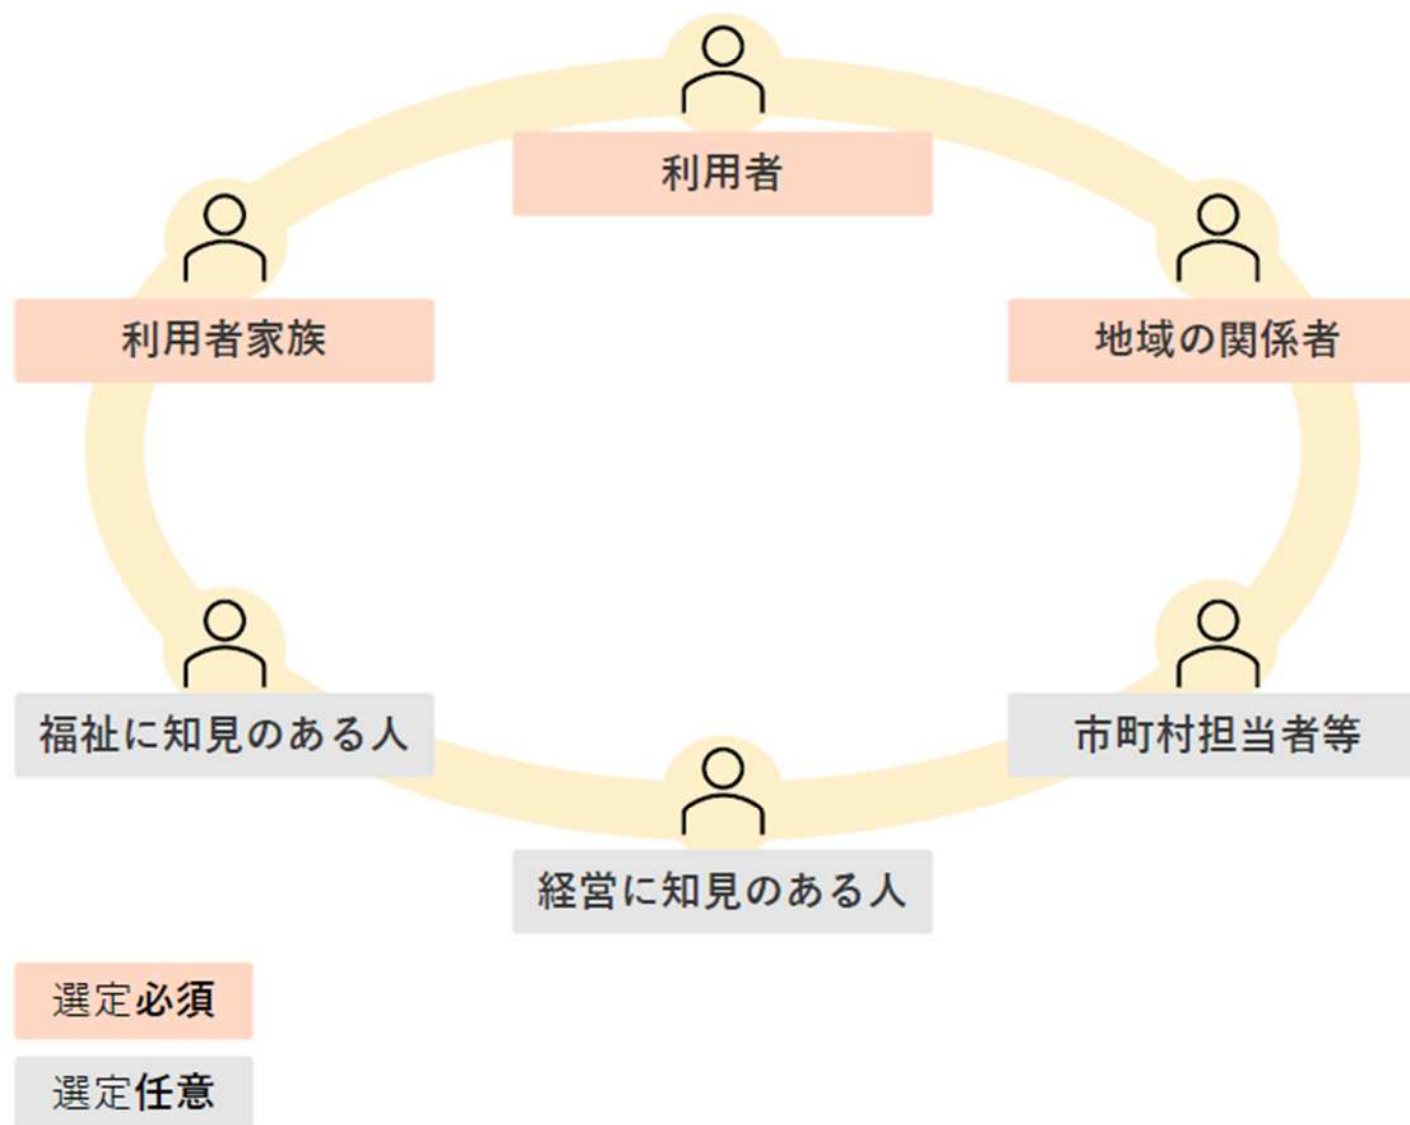 利用者
利用者家族
地域の関係者
福祉に知見のある人
市町村担当者等
経営に知見のある人
選定必須
選定任意